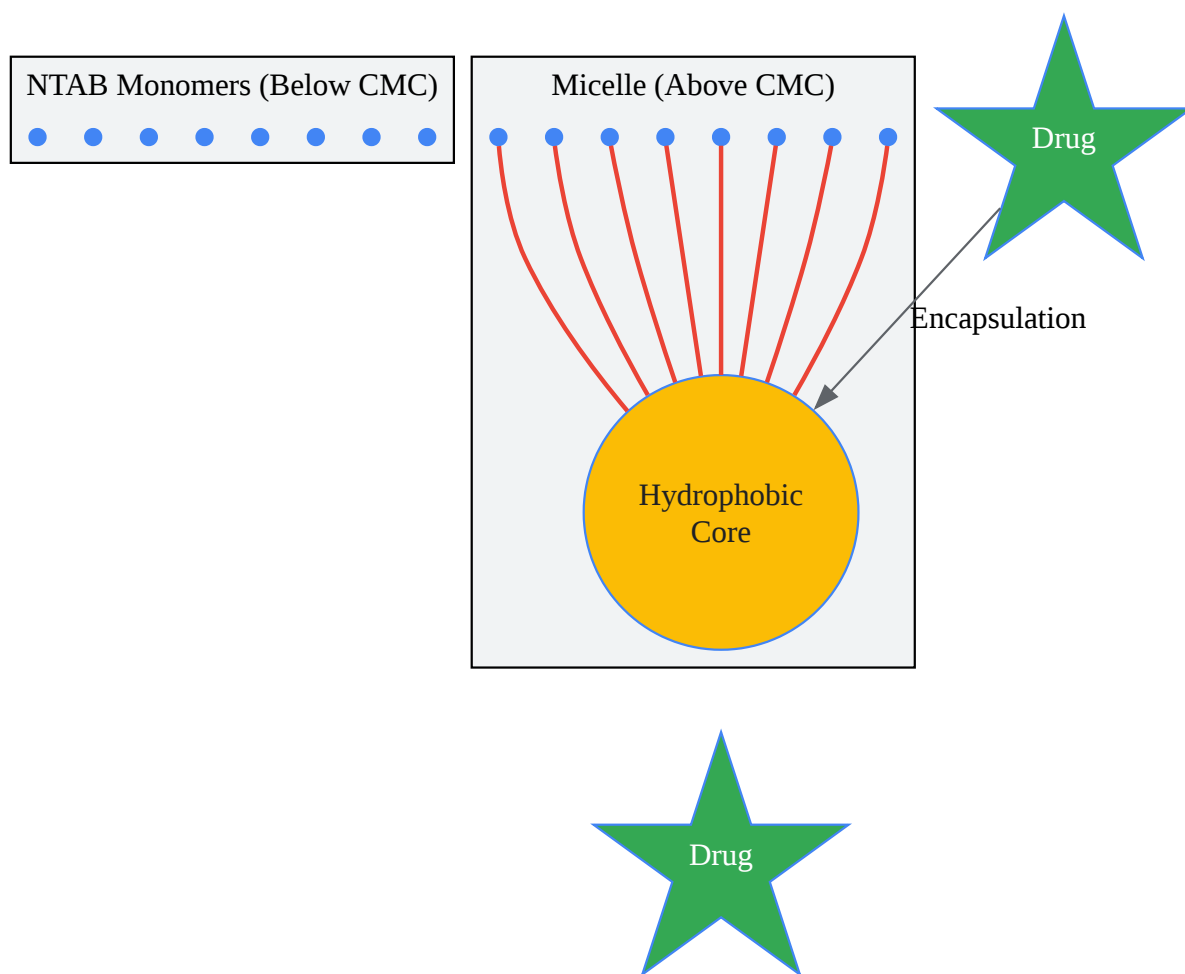 NTAB Monomers (Below CMC)
Micelle (Above CMC)
Drug
Encapsulation
Hydrophobic
Core
Drug